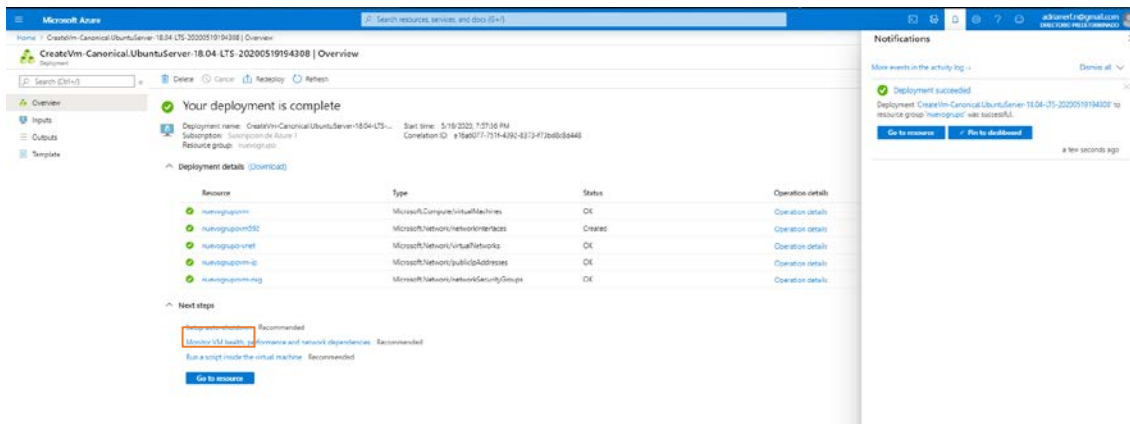 Microsoft Azure
Search resources, services, and docs (G+/)
Home > CreateVm-Canonical.UbuntuServer-18.04-LTS-20200519194308 | Overview
CreateVm-Canonical.UbuntuServer-18.04-LTS-20200519194308 | Overview
Deployment
Search (Ctrl+/)
Delete Cancel Redeploy Refresh
Overview
Inputs
Outputs
Template
Your deployment is complete
Deployment name: CreateVm-Canonical.UbuntuServer-18.04-LTS-...
Subscription:
Resource group: nuevogrupo
Start time: 5/19/2020, 7:57:36 PM
Correlation ID:
Deployment details (Download)
Resource Type Status Operation details
nuevogrupovm Microsoft.Compute/virtualMachines OK Operation details
Microsoft.Network/networkInterfaces Created Operation details
nuevogrupo-vnet Microsoft.Network/virtualNetworks OK Operation details
nuevogrupovm-ip Microsoft.Network/publicIpAddresses OK Operation details
nuevogrupovm-nsg Microsoft.Network/networkSecurityGroups OK Operation details
Next steps
Setup auto-shutdown Recommended
Monitor VM health, performance and network dependencies Recommended
Run a script inside the virtual machine Recommended
Go to resource
Notifications
More events in the activity log → Dismiss all
Deployment succeeded
Deployment 'CreateVm-Canonical.UbuntuServer-18.04-LTS-20200519194308' to
resource group 'nuevogrupo' was successful.
Go to resource Pin to dashboard
a few seconds ago